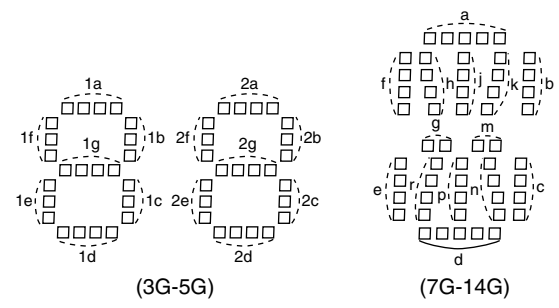 a
1a 2a
f h j k b
1f 1b 2f 2b
1g 2g
g m
1e 1c 2e 2c
e r p n c
1d 2d
d
(3G-5G) (7G-14G)